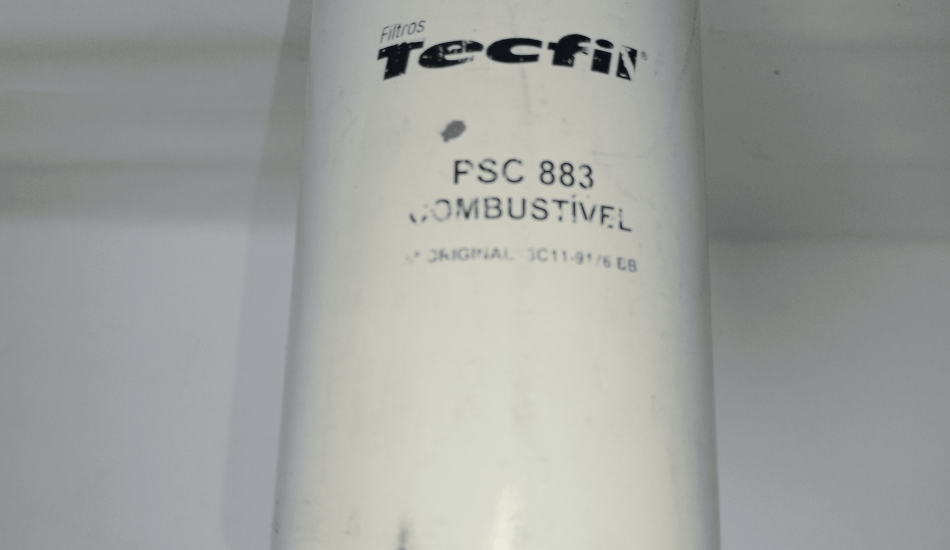 Filtros
Tecfil
PSC 883
COMBUSTÍVEL
ORIGINAL